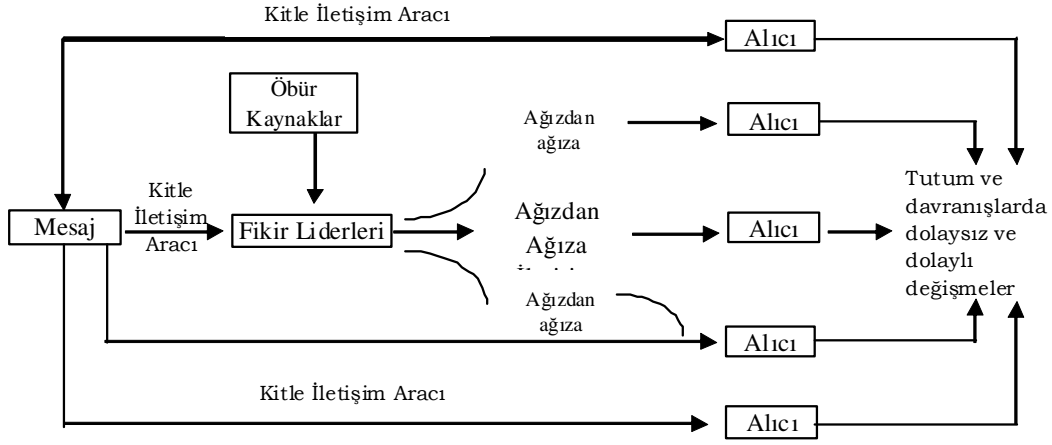 Kitle İletişim Aracı
Alıcı
Öbür
Kaynaklar
Ağızdan
ağıza
Alıcı
Kitle
İletişim
Aracı
Mesaj
Fikir Liderleri
Ağızdan
Ağıza
Alıcı
Tutum ve
davranışlarda
dolaysız ve
dolaylı
değişmeler
Ağızdan
ağıza
Alıcı
Kitle İletişim Aracı
Alıcı